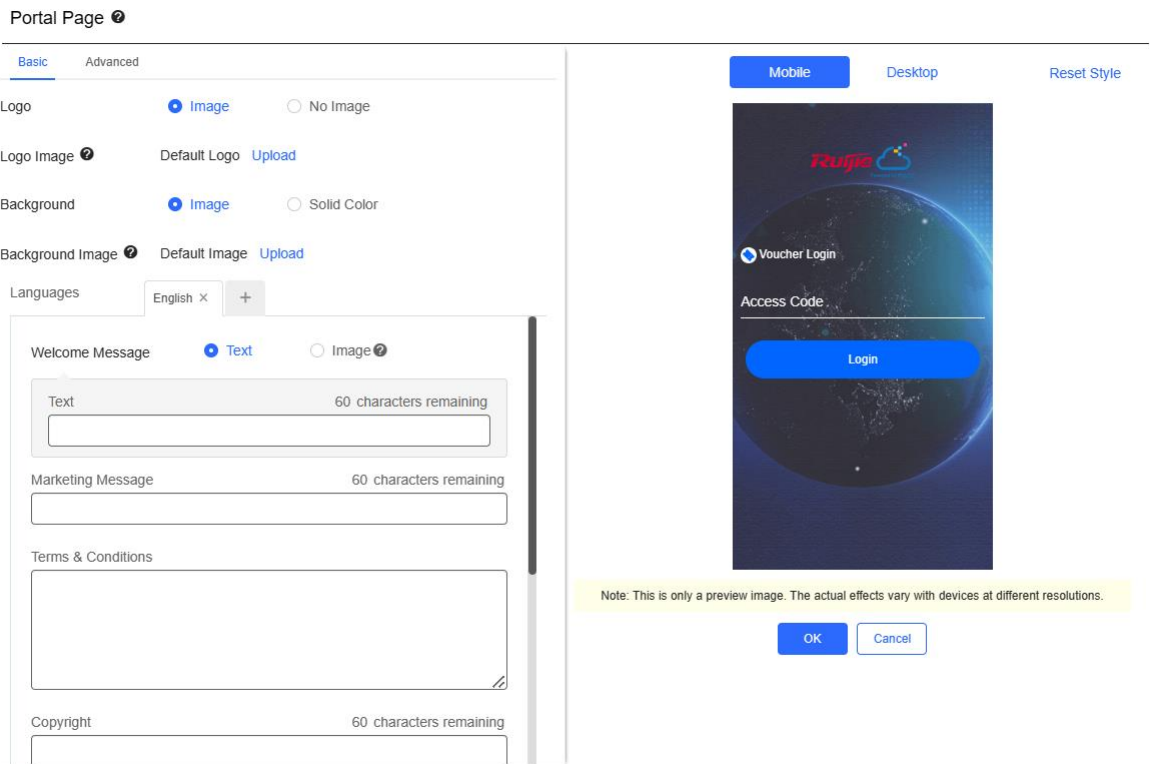 Portal Page ?
Basic Advanced
Logo Image No Image
Logo Image ? Default Logo Upload
Background Image Solid Color
Background Image ? Default Image Upload
Languages English × +
Welcome Message Text Image ?
Text 60 characters remaining
Marketing Message 60 characters remaining
Terms & Conditions
Copyright 60 characters remaining
Mobile Desktop Reset Style
Ruijie
Voucher Login
Access Code
Login
Note: This is only a preview image. The actual effects vary with devices at different resolutions.
OK Cancel